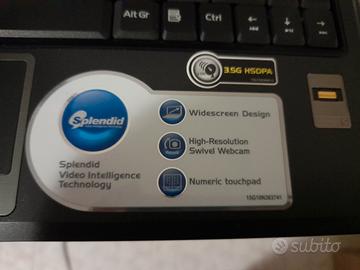 Alt Gr
Ctrl
3.5G HSDPA
Splendid
Widescreen Design
High-Resolution
Swivel Webcam
Splendid
Video Intelligence
Technology
Numeric touchpad
15G10N363741
subito